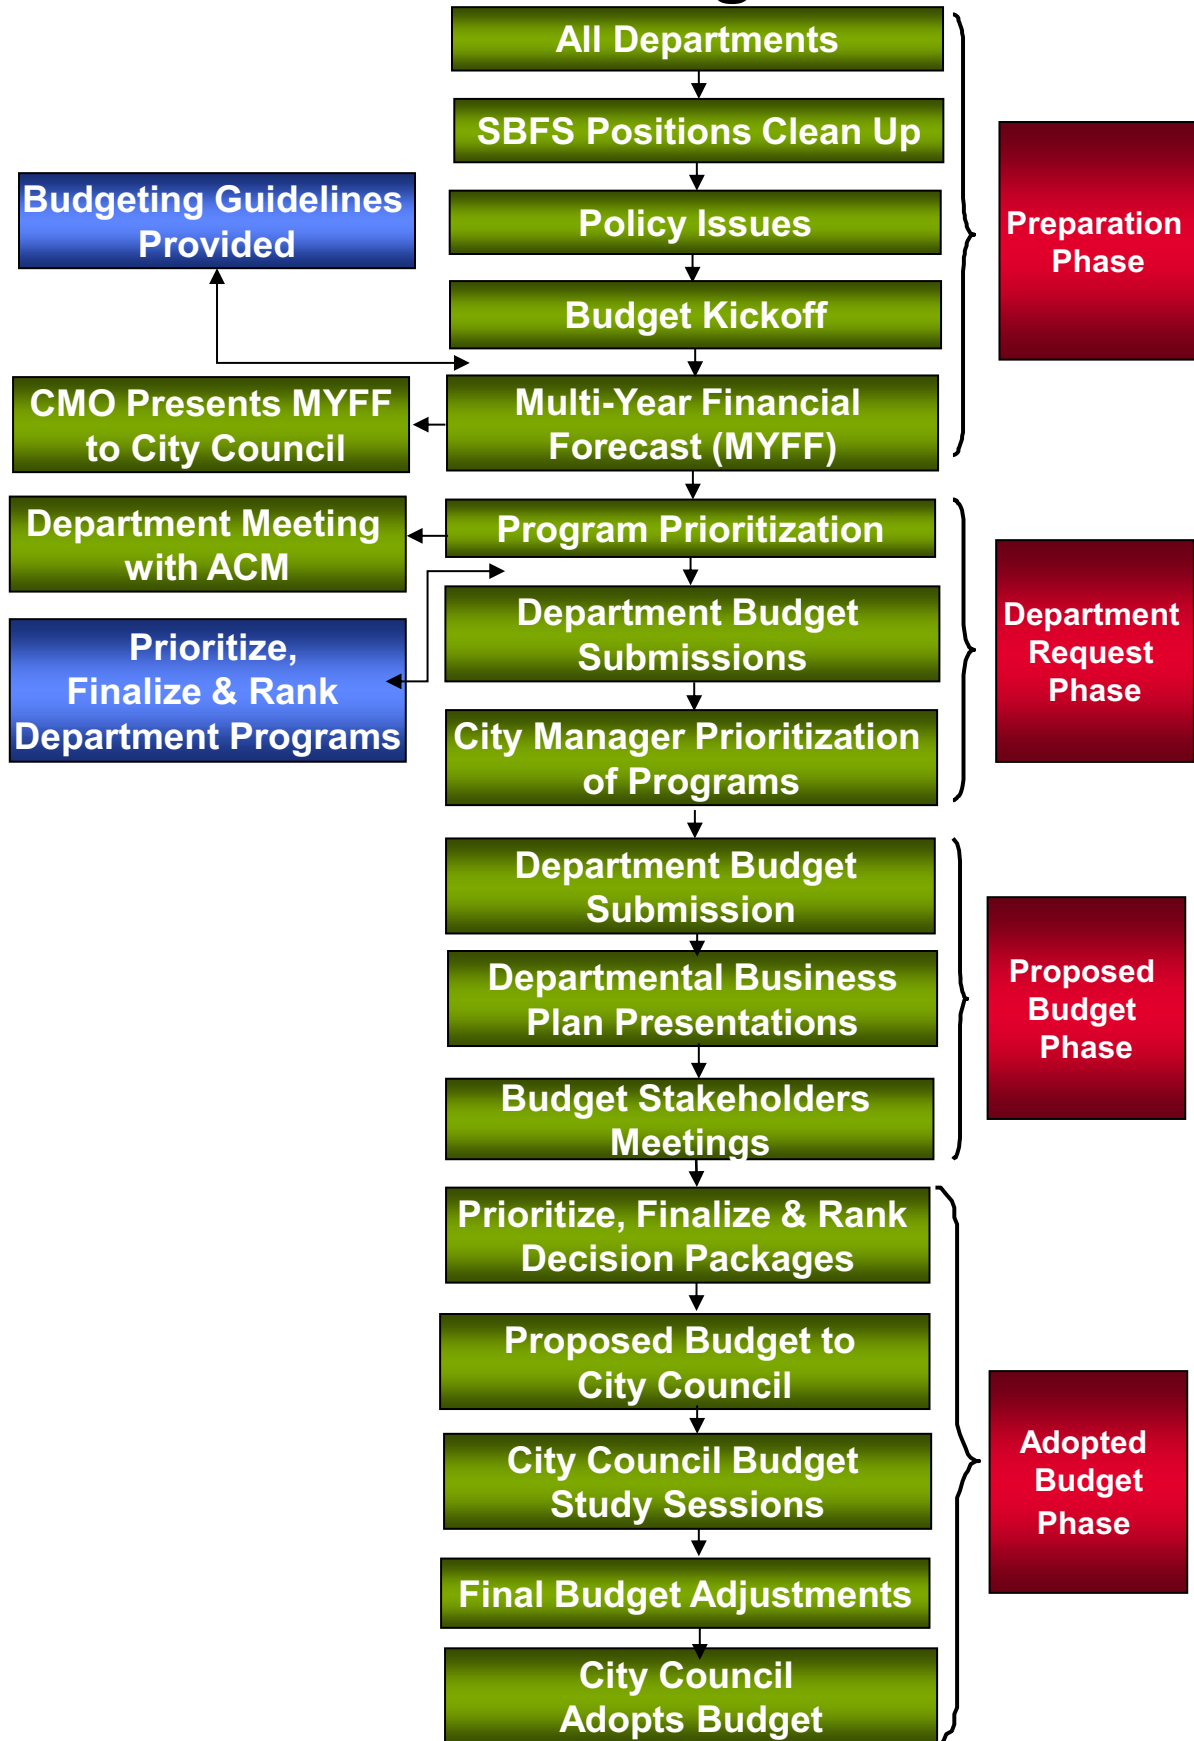 All Departments
SBFS Positions Clean Up
Budgeting Guidelines
Provided
Policy Issues
Preparation
Phase
Budget Kickoff
CMO Presents MYFF
to City Council
Multi-Year Financial
Forecast (MYFF)
Department Meeting
with ACM
Program Prioritization
Department Budget
Submissions
Department
Request
Phase
Prioritize,
Finalize & Rank
Department Programs
City Manager Prioritization
of Programs
Department Budget
Submission
Departmental Business
Plan Presentations
Proposed
Budget
Phase
Budget Stakeholders
Meetings
Prioritize, Finalize & Rank
Decision Packages
Proposed Budget to
City Council
City Council Budget
Study Sessions
Adopted
Budget
Phase
Final Budget Adjustments
City Council
Adopts Budget